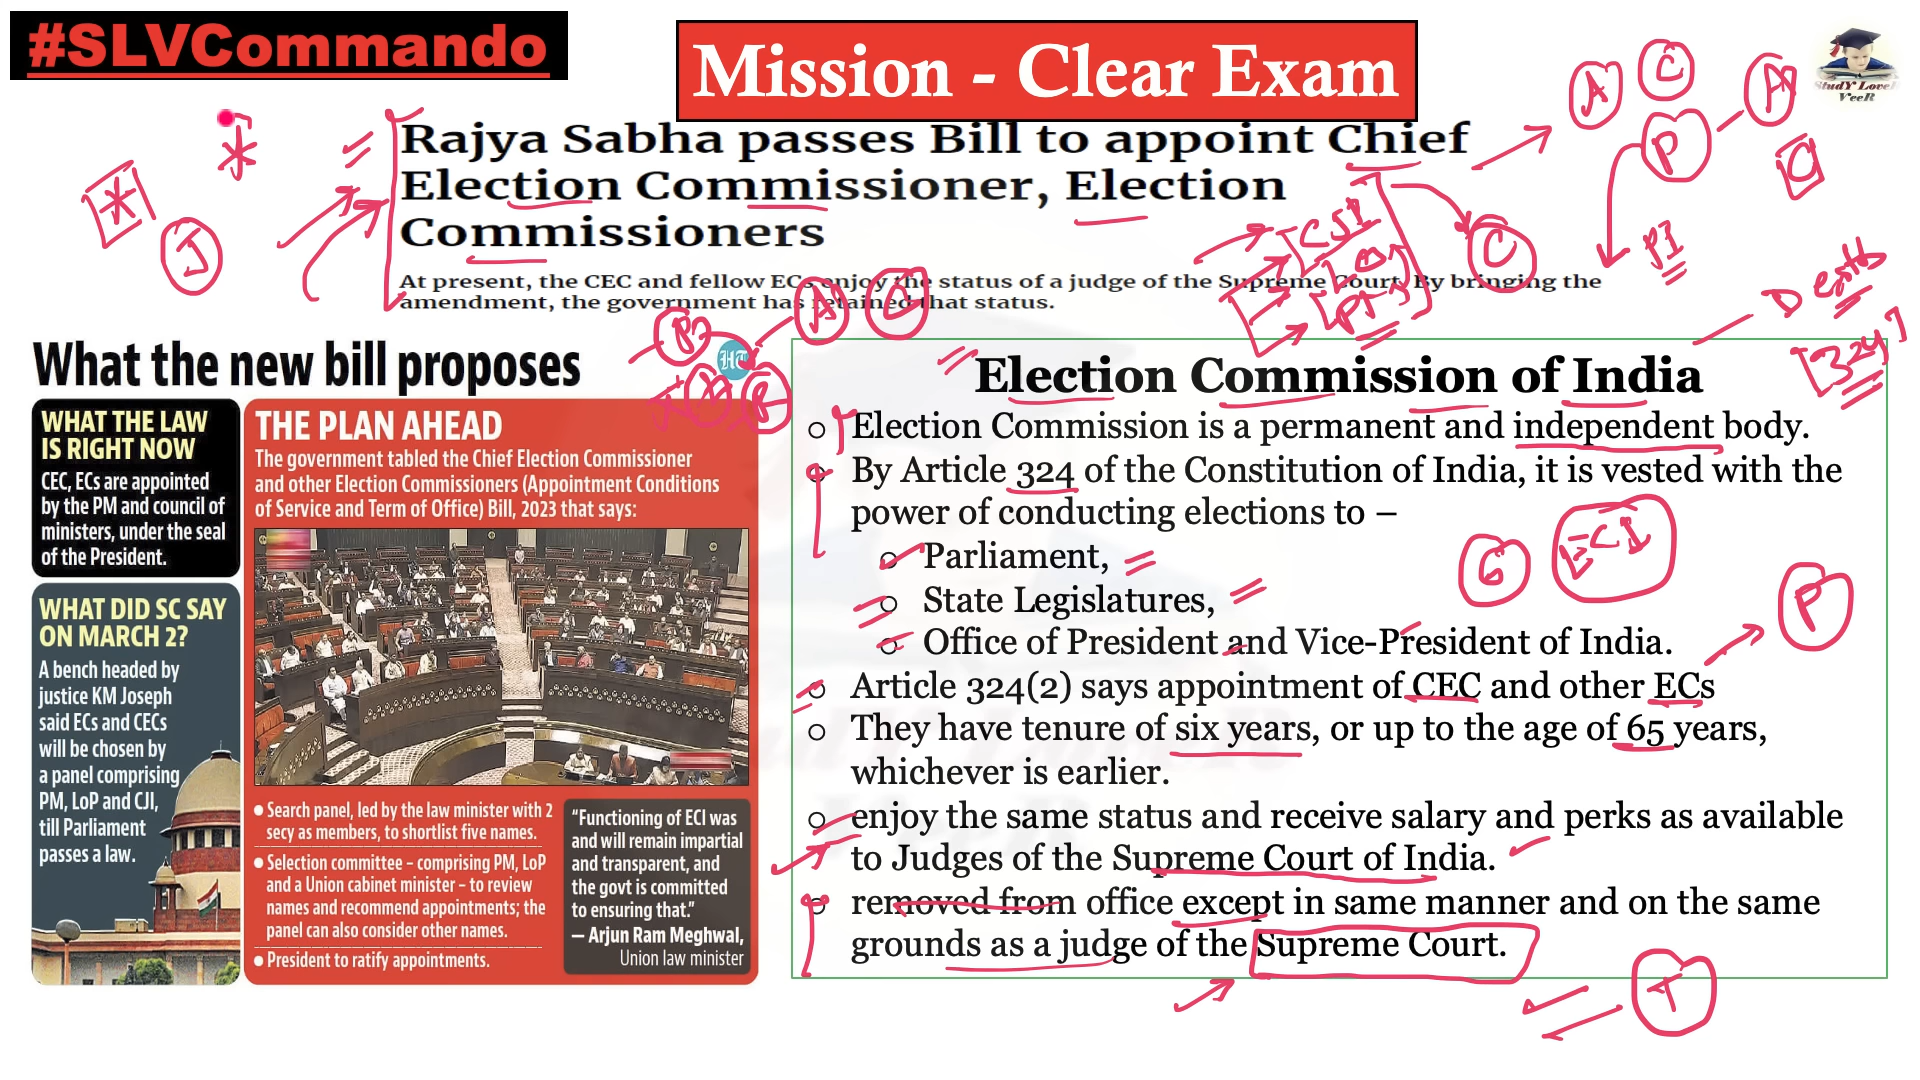 #SLVCommando
Mission - Clear Exam
StudY LoveR
VeeR
Rajya Sabha passes Bill to appoint Chief
Election Commissioner, Election
Commissioners
At present, the CEC and fellow ECs enjoy the status of a judge of the Supreme Court. By bringing the
amendment, the government has retained that status.
A
C
P
A
C
J
CJI
PI
C
PI
Death
[324]
A
C
P
HT
R
What the new bill proposes
WHAT THE LAW
IS RIGHT NOW
CEC, ECs are appointed
by the PM and council of
ministers, under the seal
of the President.
WHAT DID SC SAY
ON MARCH 2?
A bench headed by
justice KM Joseph
said ECs and CECs
will be chosen by
a panel comprising
PM, LoP and CJI,
till Parliament
passes a law.
THE PLAN AHEAD
The government tabled the Chief Election Commissioner
and other Election Commissioners (Appointment Conditions
of Service and Term of Office) Bill, 2023 that says:
● Search panel, led by the law minister with 2
secy as members, to shortlist five names.
● Selection committee – comprising PM, LoP
and a Union cabinet minister – to review
names and recommend appointments; the
panel can also consider other names.
● President to ratify appointments.
“Functioning of ECI was
and will remain impartial
and transparent, and
the govt is committed
to ensuring that.”
— Arjun Ram Meghwal,
Union law minister
Election Commission of India
o Election Commission is a permanent and independent body.
o By Article 324 of the Constitution of India, it is vested with the
power of conducting elections to –
o Parliament,
o State Legislatures,
o Office of President and Vice-President of India.
o Article 324(2) says appointment of CEC and other ECs
o They have tenure of six years, or up to the age of 65 years,
whichever is earlier.
o enjoy the same status and receive salary and perks as available
to Judges of the Supreme Court of India.
o removed from office except in same manner and on the same
grounds as a judge of the Supreme Court.
G
ECI
P
T